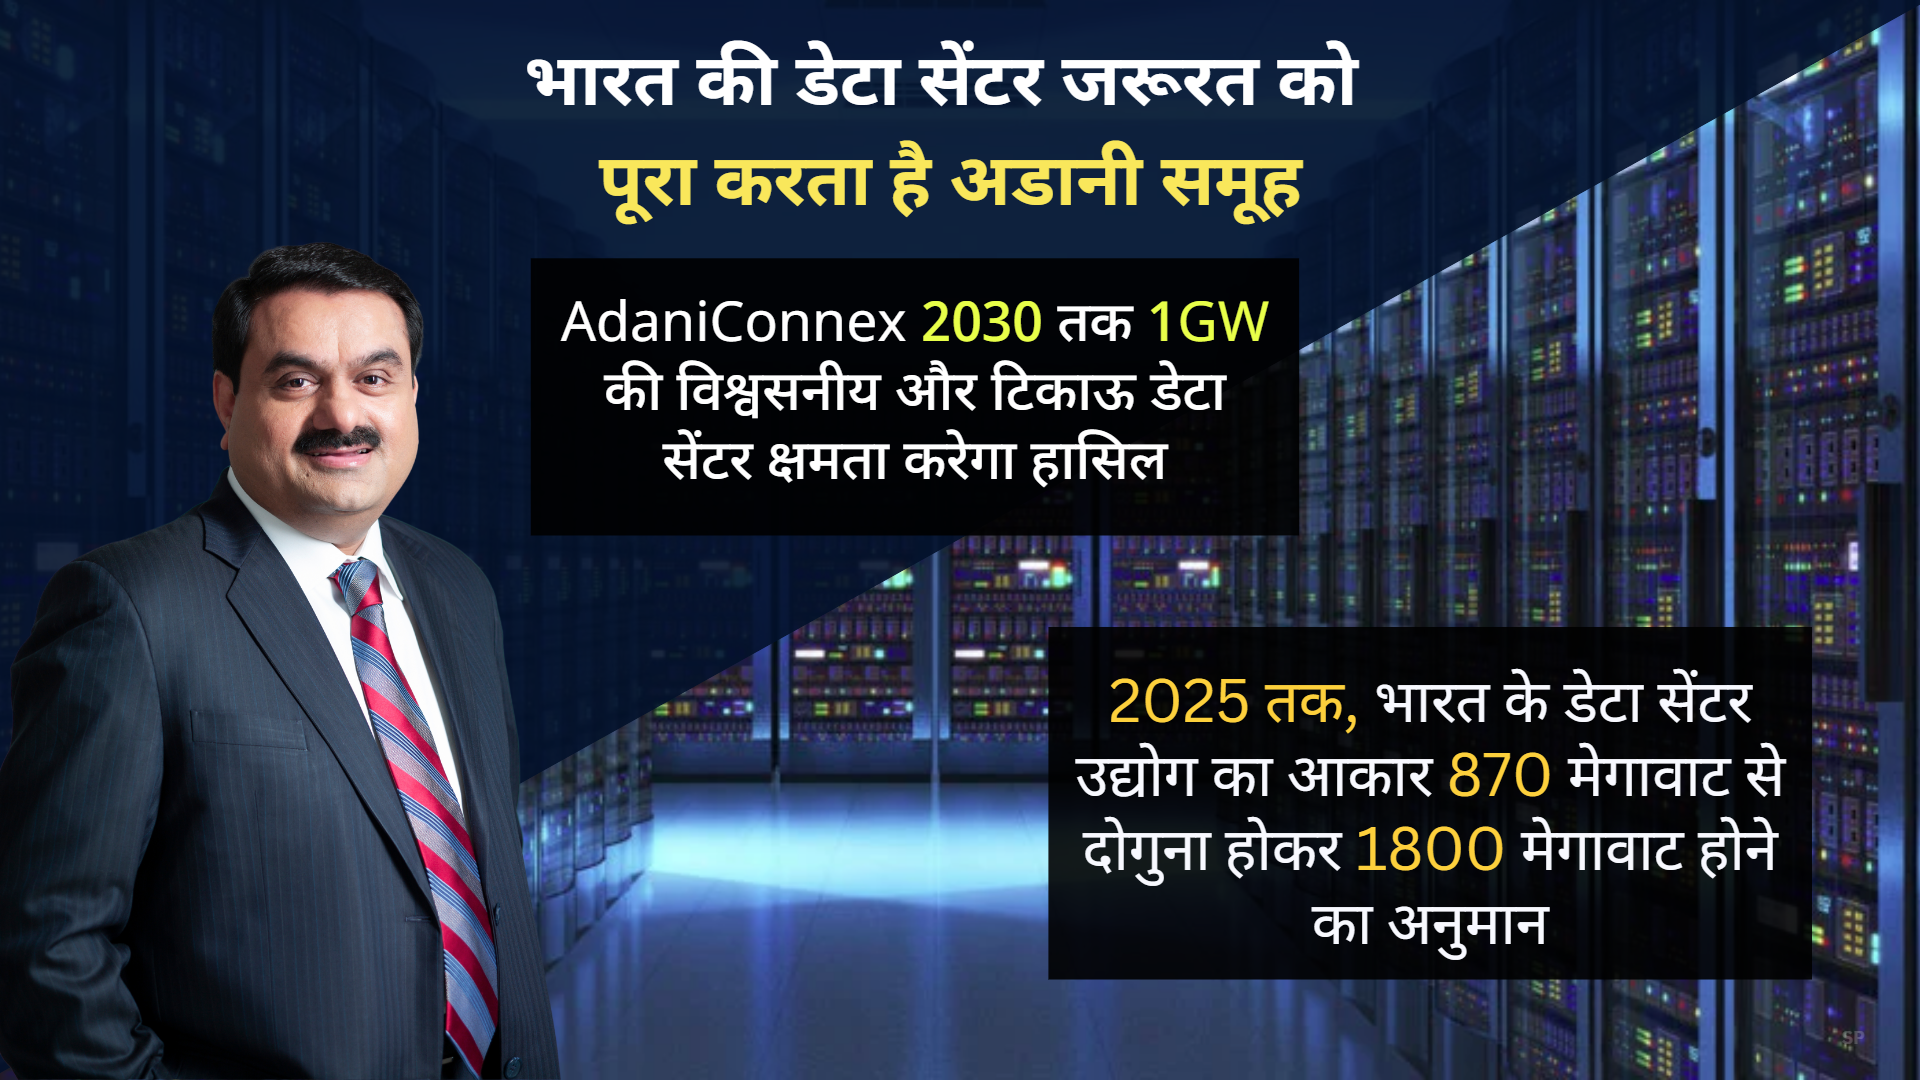 भारत की डेटा सेंटर जरूरत को
पूरा करता है अडानी समूह
AdaniConnex 2030 तक 1GW
की विश्वसनीय और टिकाऊ डेटा
सेंटर क्षमता करेगा हासिल
2025 तक, भारत के डेटा सेंटर
उद्योग का आकार 870 मेगावाट से
दोगुना होकर 1800 मेगावाट होने
का अनुमान
SP